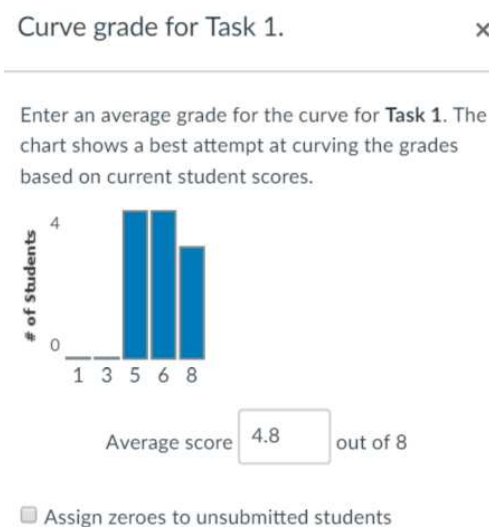 Curve grade for Task 1.
×
Enter an average grade for the curve for Task 1. The
chart shows a best attempt at curving the grades
based on current student scores.
# of Students
4
0
1 3 5 6 8
Average score 4.8 out of 8
Assign zeroes to unsubmitted students